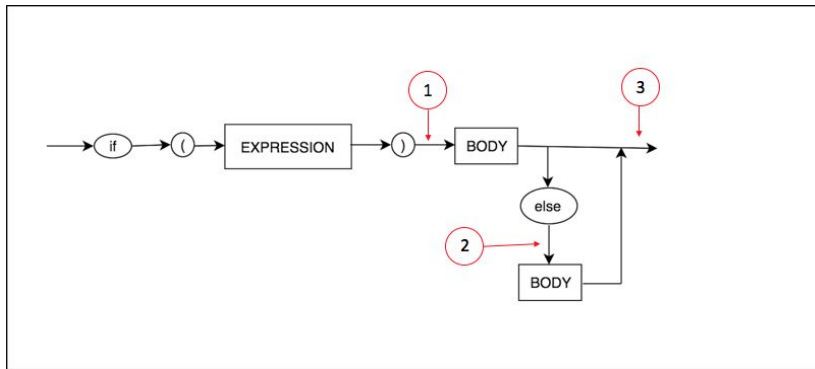 1
3
if
(
EXPRESSION
)
BODY
else
2
BODY